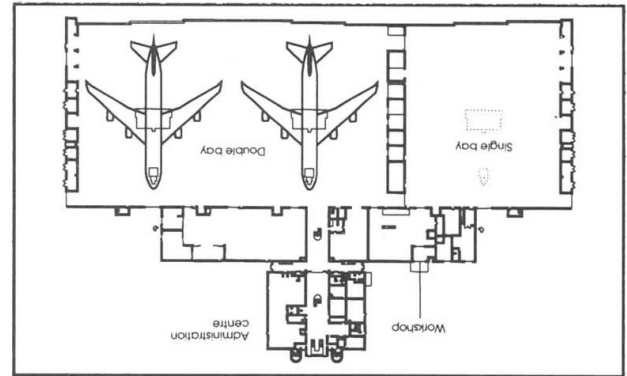 Workshop
Administration
centre
Single bay
Double bay